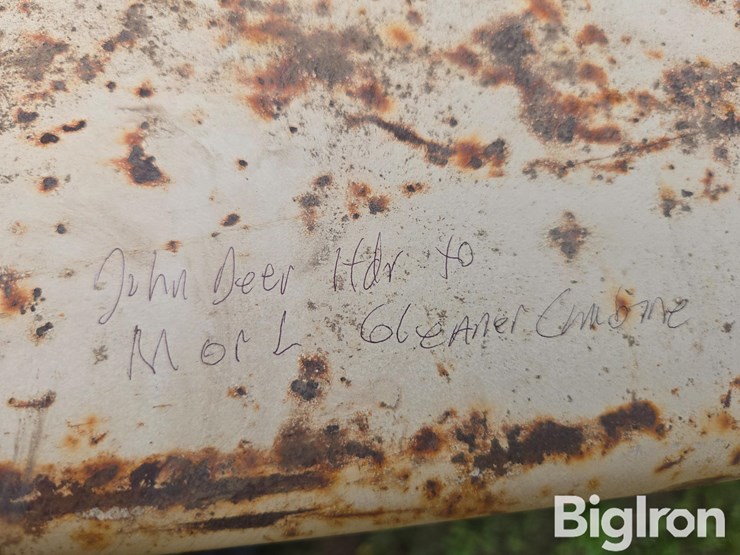 John Deer Hdr to
M or L Gleaner Combine
BigIron